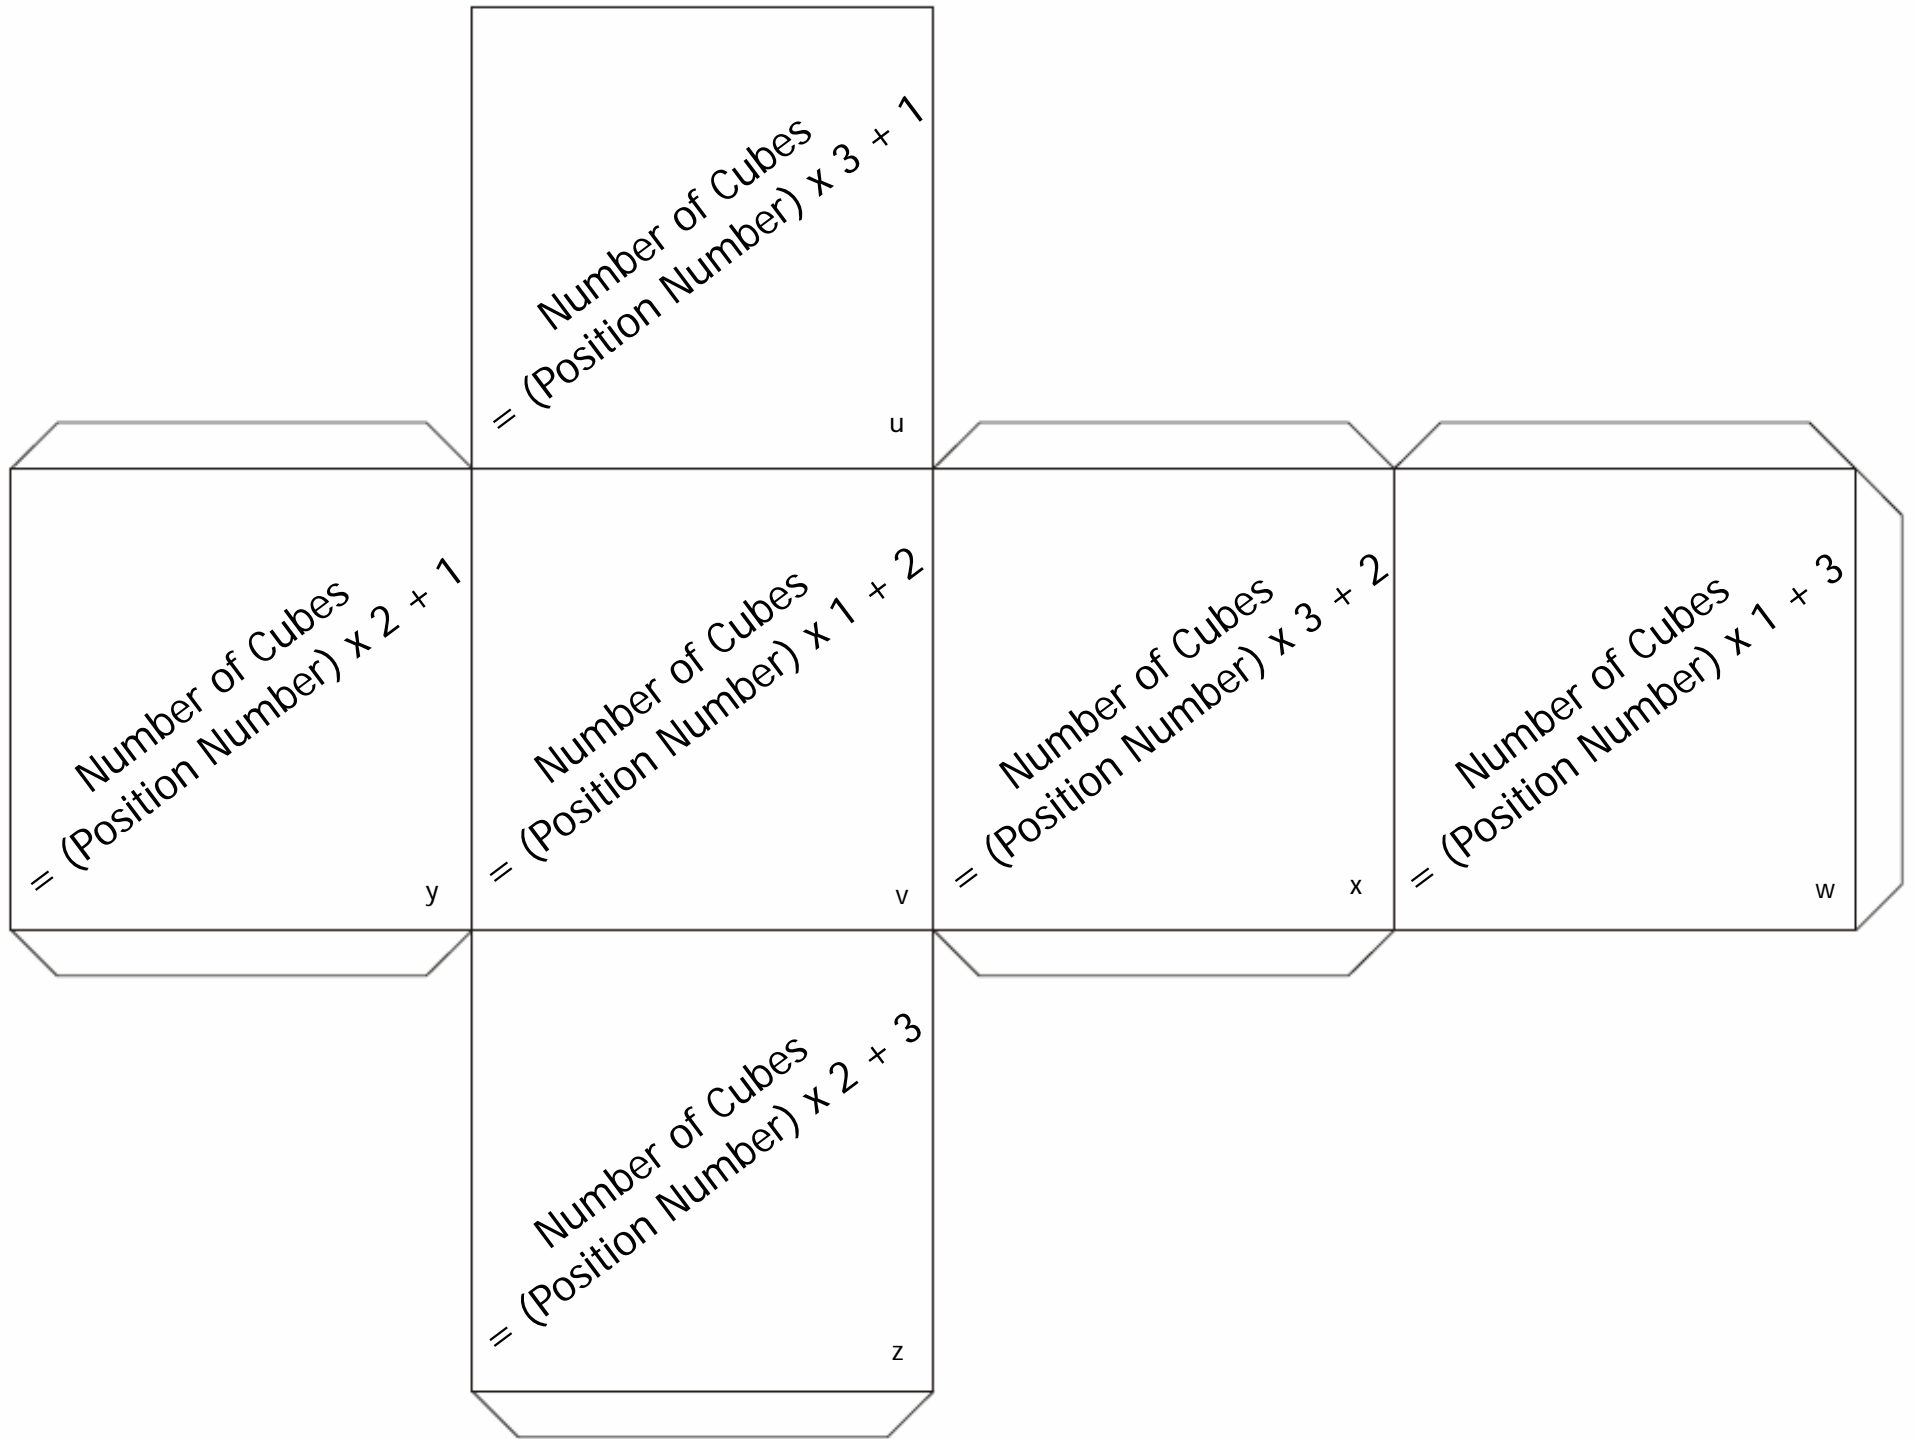 Number of Cubes
= (Position Number) x 3 + 1
u
Number of Cubes
= (Position Number) x 2 + 1
y
Number of Cubes
= (Position Number) x 1 + 2
v
Number of Cubes
= (Position Number) x 3 + 2
x
Number of Cubes
= (Position Number) x 1 + 3
w
Number of Cubes
= (Position Number) x 2 + 3
z